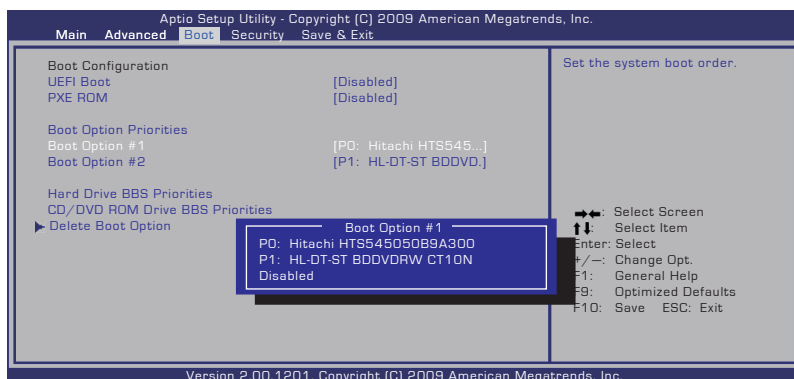 Aptio Setup Utility - Copyright (C) 2009 American Megatrends, Inc.
Main Advanced Boot Security Save & Exit
Boot Configuration
UEFI Boot [Disabled]
PXE ROM [Disabled]
Boot Option Priorities
Boot Option #1 [P0: Hitachi HTS545...]
Boot Option #2 [P1: HL-DT-ST BDDVD.]
Hard Drive BBS Priorities
CD/DVD ROM Drive BBS Priorities
Delete Boot Option
Boot Option #1
P0: Hitachi HTS545050B9A300
P1: HL-DT-ST BDDVDRW CT10N
Disabled
Set the system boot order.
→←: Select Screen
↑↓: Select Item
Enter: Select
+/—: Change Opt.
F1: General Help
F9: Optimized Defaults
F10: Save ESC: Exit
Version 2.00.1201. Copyright (C) 2009 American Megatrends, Inc.